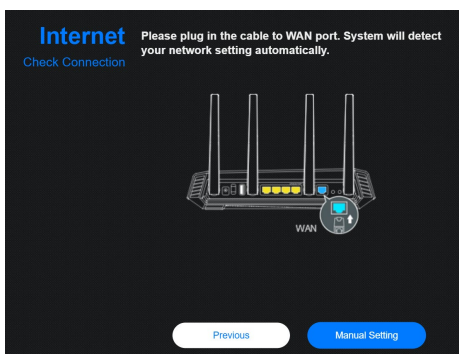 Internet
Check Connection
Please plug in the cable to WAN port. System will detect
your network setting automatically.
WAN
Previous
Manual Setting